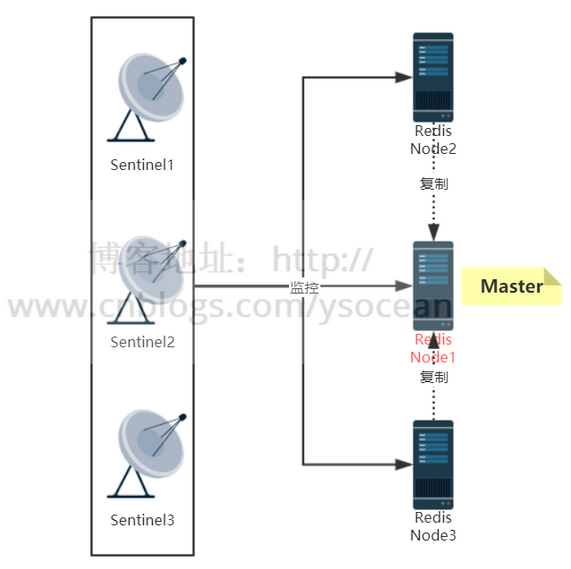 Sentinel1
Sentinel2
Sentinel3
监控
Redis
Node2
复制
Redis
Node1
Master
复制
Redis
Node3
博客地址：http://
www.cnblogs.com/ysocean